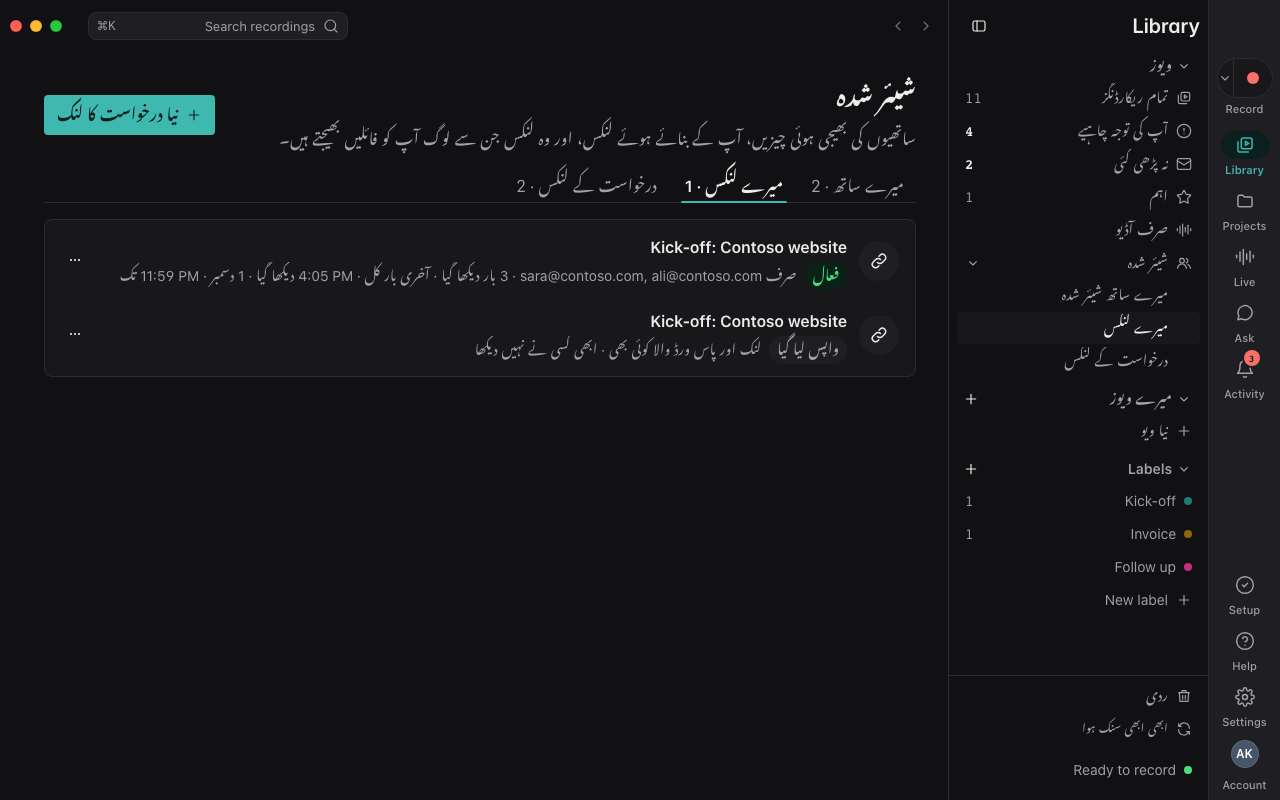 Search recordings
⌘K
شیئر شدہ
ساتھیوں کی بھیجی ہوئی چیزیں، آپ کے بنائے ہوئے لنکس، اور وہ لنکس جن سے لوگ آپ کو فائلیں بھیجتے ہیں۔
+ نیا درخواست کا لنک
میرے ساتھ · 2
میرے لنکس · 1
درخواست کے لنکس · 2
Kick-off: Contoso website
فعال صرف sara@contoso.com, ali@contoso.com · 3 بار دیکھا گیا · آخری بار کل 4:05 PM دیکھا گیا · 1 دسمبر 11:59 PM تک
Kick-off: Contoso website
واپس لیا گیا لنک اور پاس ورڈ والا کوئی بھی · ابھی کسی نے نہیں دیکھا
Library
ویوز
تمام ریکارڈنگز 11
آپ کی توجہ چاہیے 4
نہ پڑھی گئی 2
اہم 1
صرف آڈیو
شیئر شدہ
میرے ساتھ شیئر شدہ
میرے لنکس
درخواست کے لنکس
میرے ویوز +
+ نیا ویو
Labels +
Kick-off 1
Invoice 1
Follow up
+ New label
ردی
ابھی ابھی سنک ہوا
Ready to record
Record
Library
Projects
Live
Ask
3
Activity
Setup
Help
Settings
AK
Account